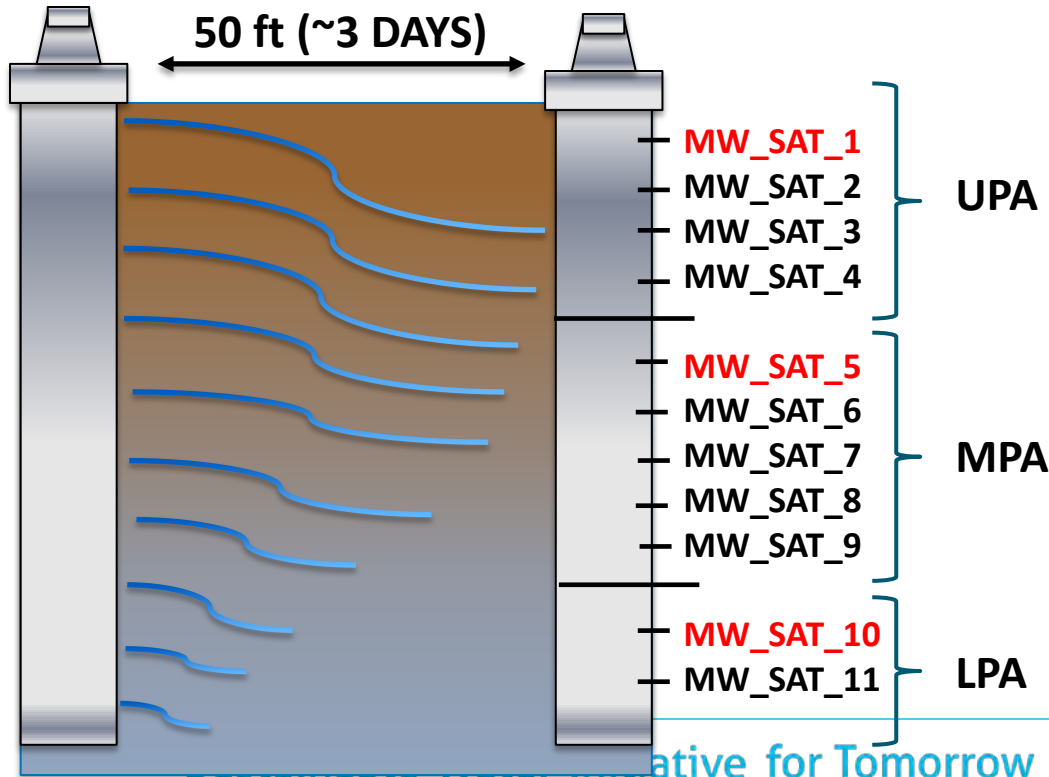 50 ft (~3 DAYS)
MW_SAT_1
MW_SAT_2
MW_SAT_3
MW_SAT_4
UPA
MW_SAT_5
MW_SAT_6
MW_SAT_7
MW_SAT_8
MW_SAT_9
MPA
MW_SAT_10
MW_SAT_11
LPA
for Tomorrow